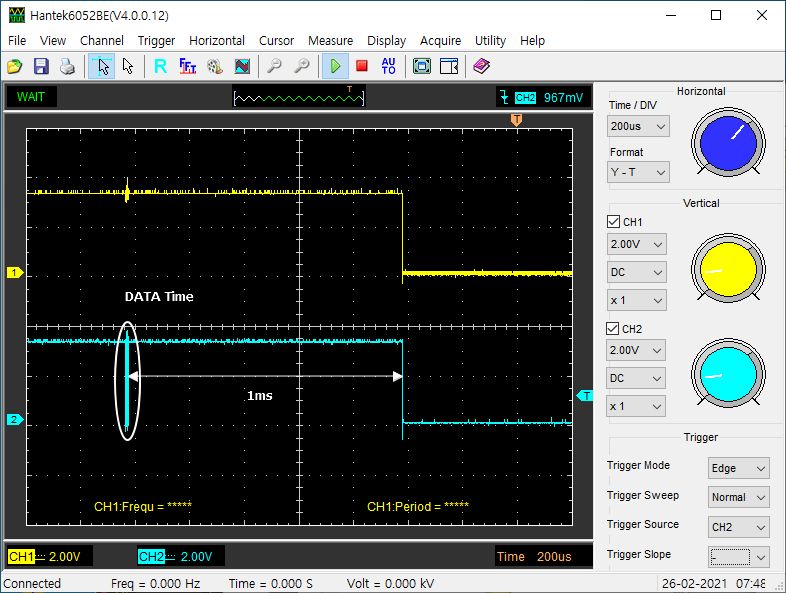 Hantek6052BE(V4.0.0.12)
File View Channel Trigger Horizontal Cursor Measure Display Acquire Utility Help
R FFT AU TO
WAIT
T
CH2 967mV
T
1
DATA Time
1ms
2
T
CH1:Frequ = *****
CH1:Period = *****
CH1 2.00V
CH2 2.00V
Time 200us
Horizontal
Time / DIV
200us
Format
Y - T
Vertical
CH1
2.00V
DC
x 1
CH2
2.00V
DC
x 1
Trigger
Trigger Mode Edge
Trigger Sweep Normal
Trigger Source CH2
Trigger Slope -
Connected Freq = 0.000 Hz Time = 0.000 S Volt = 0.000 kV 26-02-2021 07:48